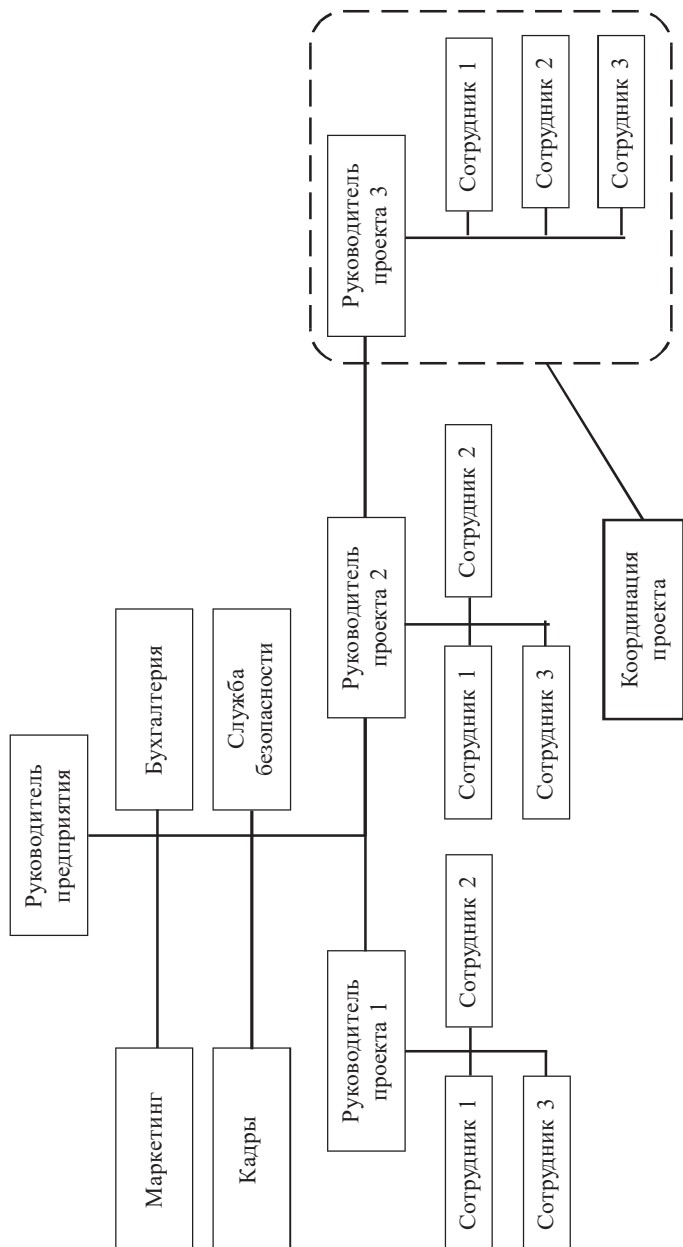 Руководитель
предприятия
Маркетинг
Бухгалтерия
Кадры
Служба
безопасности
Руководитель
проекта 1
Руководитель
проекта 2
Руководитель
проекта 3
Сотрудник 1
Сотрудник 2
Сотрудник 3
Сотрудник 1
Сотрудник 2
Сотрудник 3
Сотрудник 1
Сотрудник 2
Сотрудник 3
Координация
проекта